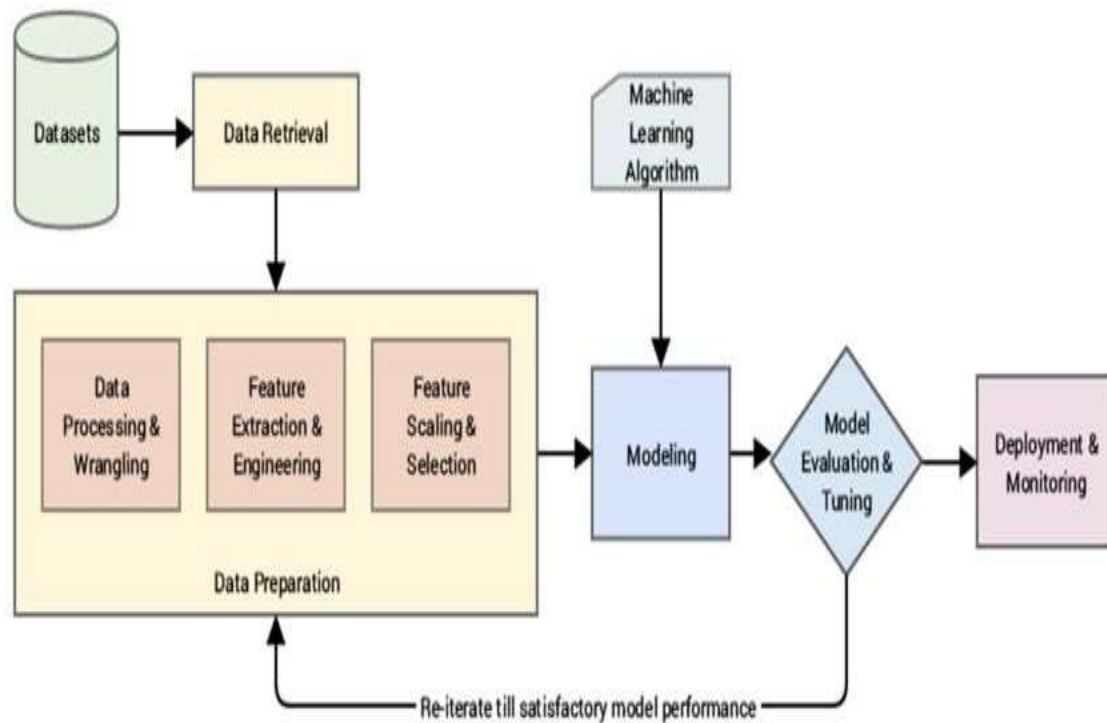 Datasets
Data Retrieval
Machine
Learning
Algorithm
Data
Processing &
Wrangling
Feature
Extraction &
Engineering
Feature
Scaling &
Selection
Data Preparation
Modeling
Model
Evaluation &
Tuning
Deployment &
Monitoring
Re-iterate till satisfactory model performance